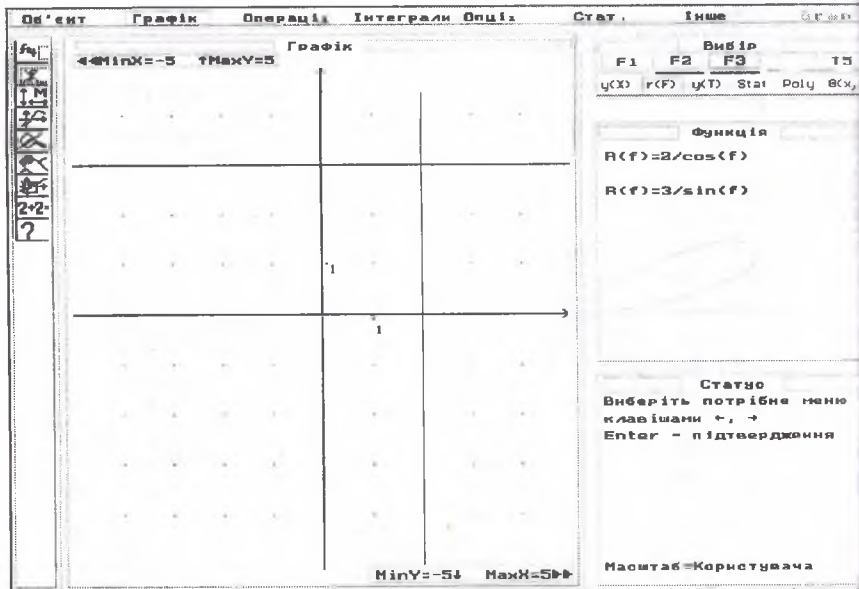 Об'єкт Графік Операції Інтеграли Опції Стат. Інше
Графік
◄◄MinX=-5 ↑MaxY=5
1
1
MinY=-5↓ MaxX=5►►
2+2-
?
Вибір
F1 F2 F3
y(X) r(F) y(T) Stat Poly
Функція
R(f)=2/cos(f)
R(f)=3/sin(f)
Статус
Виберіть потрібне меню
клавішами ←, →
Enter - підтвердження
Масштаб=Користувача